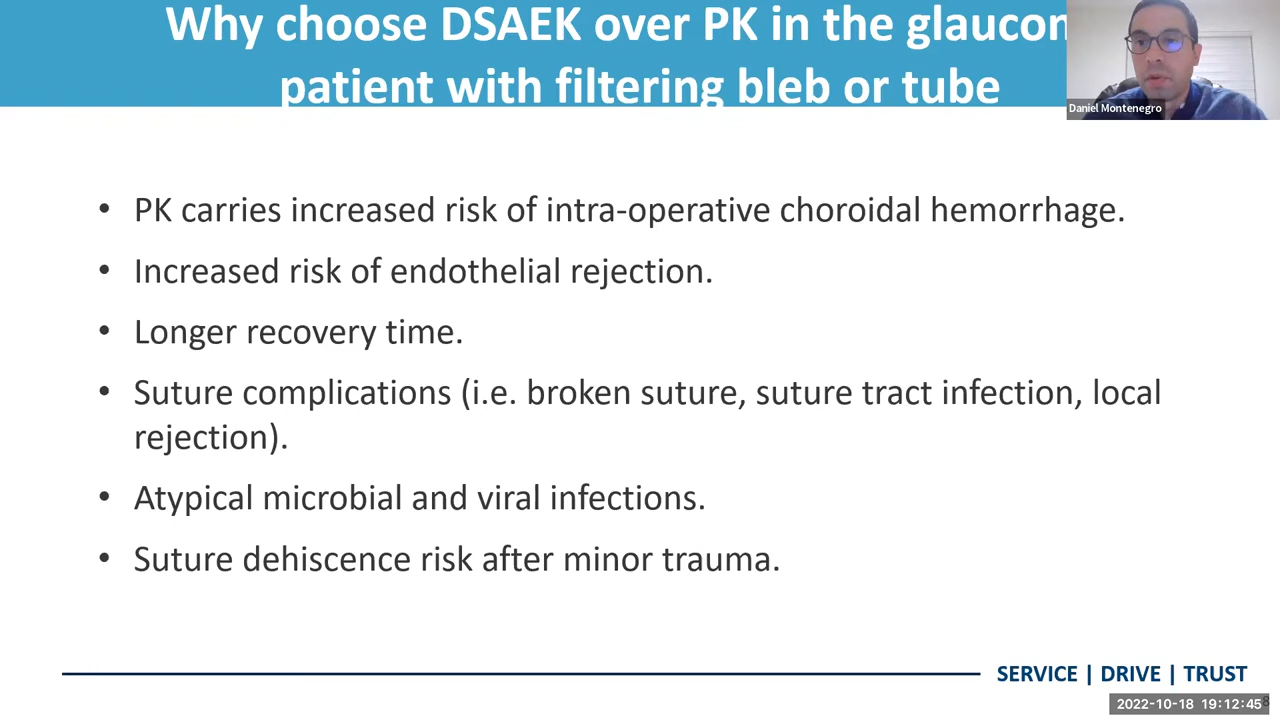 Why choose DSAEK over PK in the glaucom
patient with filtering bleb or tube
Daniel Montenegro
• PK carries increased risk of intra-operative choroidal hemorrhage.
• Increased risk of endothelial rejection.
• Longer recovery time.
• Suture complications (i.e. broken suture, suture tract infection, local
rejection).
• Atypical microbial and viral infections.
• Suture dehiscence risk after minor trauma.
SERVICE | DRIVE | TRUST
2022-10-18 19:12:45
8